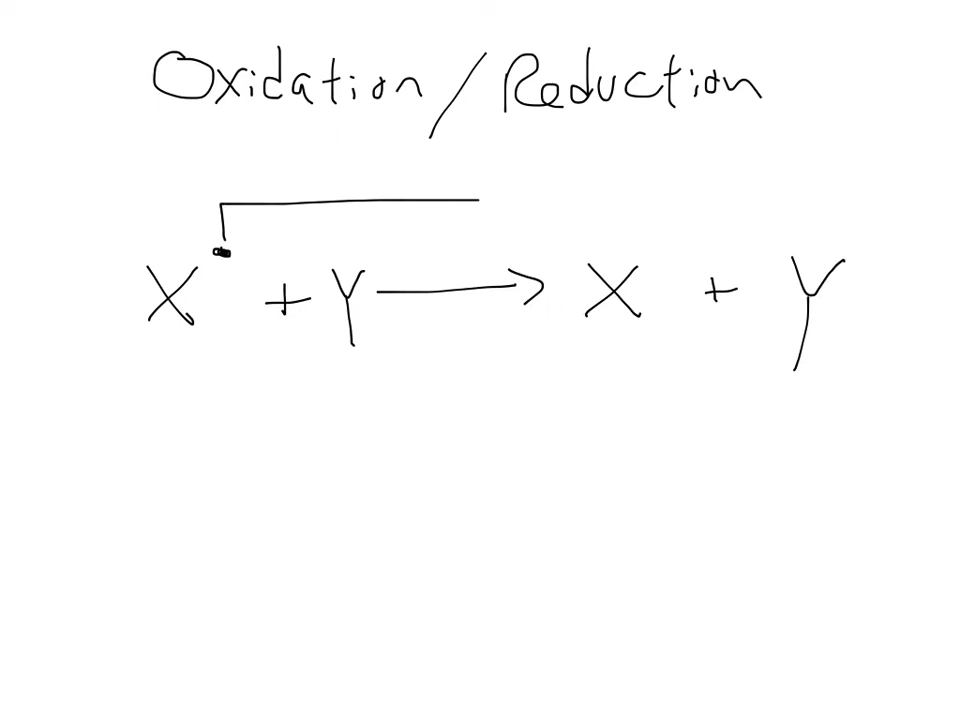 Oxidation/Reduction
X + Y → X + Y